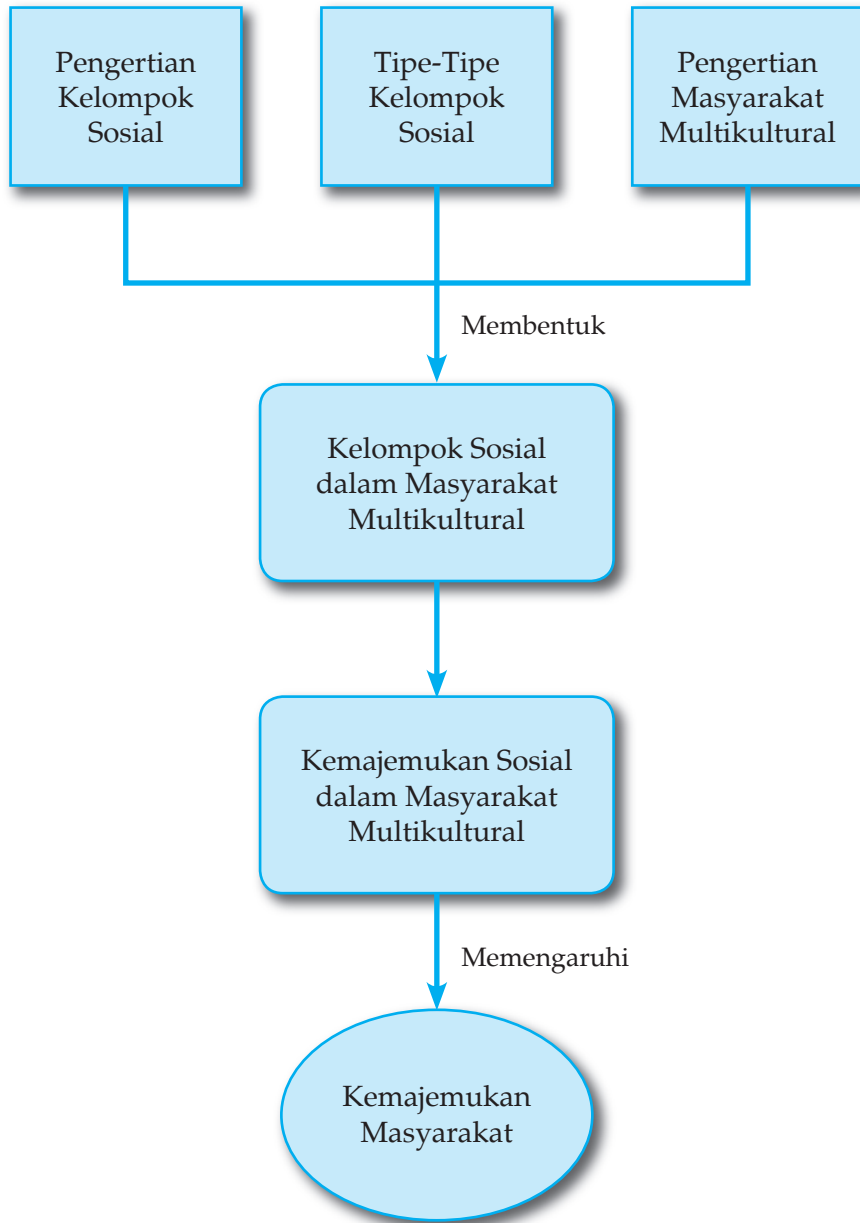 Pengertian
Kelompok
Sosial
Tipe-Tipe
Kelompok
Sosial
Pengertian
Masyarakat
Multikultural
Membentuk
Kelompok Sosial
dalam Masyarakat
Multikultural
Kemajemukan Sosial
dalam Masyarakat
Multikultural
Memengaruhi
Kemajemukan
Masyarakat